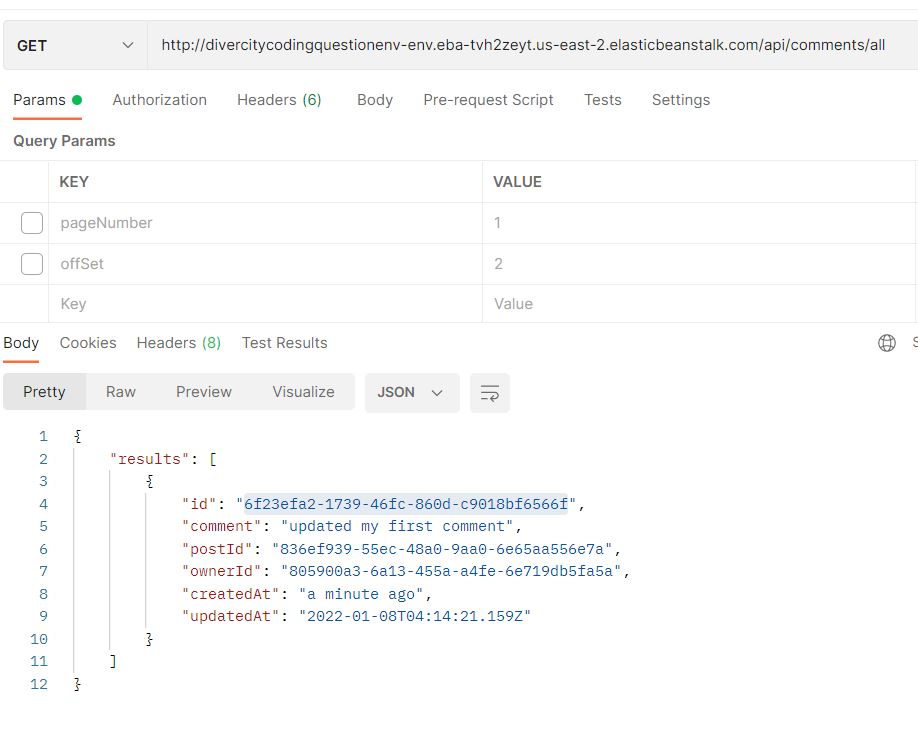 GET http://divercitycodingquestionenv-env.eba-tvh2zeyt.us-east-2.elasticbeanstalk.com/api/comments/all
Params Authorization Headers (6) Body Pre-request Script Tests Settings
Query Params
KEY VALUE
pageNumber 1
offSet 2
Key Value
Body Cookies Headers (8) Test Results S
Pretty Raw Preview Visualize JSON
1 {
2 "results": [
3 {
4 "id": "6f23efa2-1739-46fc-860d-c9018bf6566f",
5 "comment": "updated my first comment",
6 "postId": "836ef939-55ec-48a0-9aa0-6e65aa556e7a",
7 "ownerId": "805900a3-6a13-455a-a4fe-6e719db5fa5a",
8 "createdAt": "a minute ago",
9 "updatedAt": "2022-01-08T04:14:21.159Z"
10 }
11 ]
12 }